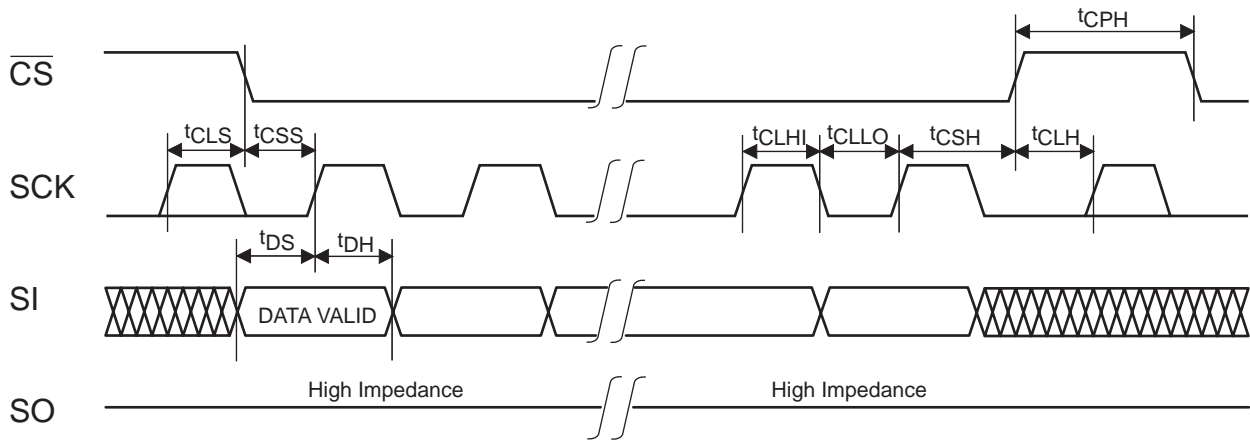 tCPH
CS
tCLS tCSS tCLHI tCLLO tCSH tCLH
SCK
tDS tDH
SI
DATA VALID
High Impedance High Impedance
SO